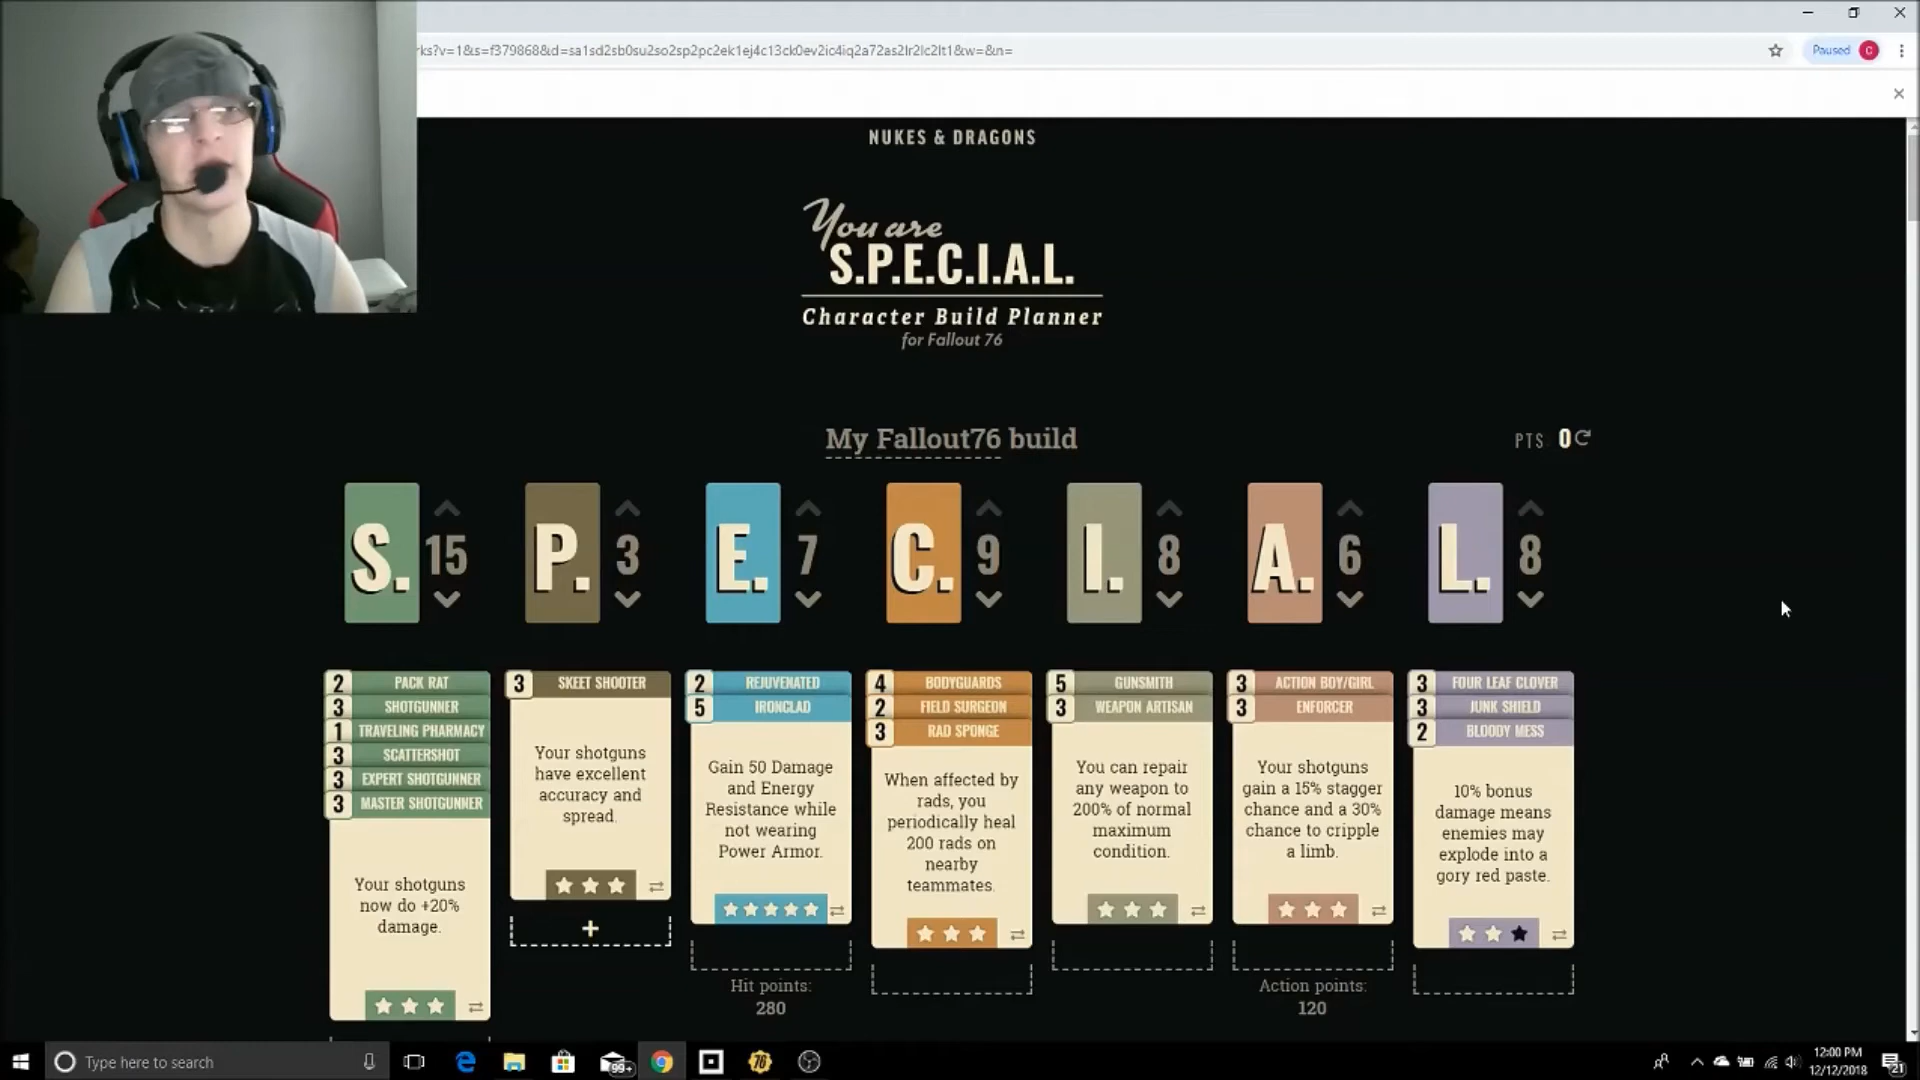 rks?v=1&s=f379868&d=sa1sd2sb0su2so2sp2pc2ek1ej4c13ck0ev2ic4iq2a72as2lr2lc2lt1&w=&n=
Paused C
NUKES & DRAGONS
You are
S.P.E.C.I.A.L.
Character Build Planner
for Fallout 76
My Fallout76 build
PTS 0
S. 15 P. 3 E. 7 C. 9 I. 8 A. 6 L. 8
2 PACK RAT
3 SHOTGUNNER
1 TRAVELING PHARMACY
3 SCATTERSHOT
3 EXPERT SHOTGUNNER
3 MASTER SHOTGUNNER
Your shotguns
now do +20%
damage.
3 SKEET SHOOTER
Your shotguns
have excellent
accuracy and
spread.
+
2 REJUVENATED
5 IRONCLAD
Gain 50 Damage
and Energy
Resistance while
not wearing
Power Armor.
Hit points:
280
4 BODYGUARDS
2 FIELD SURGEON
3 RAD SPONGE
When affected by
rads, you
periodically heal
200 rads on
nearby
teammates.
5 GUNSMITH
3 WEAPON ARTISAN
You can repair
any weapon to
200% of normal
maximum
condition.
3 ACTION BOY/GIRL
3 ENFORCER
Your shotguns
gain a 15% stagger
chance and a 30%
chance to cripple
a limb.
Action points:
120
3 FOUR LEAF CLOVER
3 JUNK SHIELD
2 BLOODY MESS
10% bonus
damage means
enemies may
explode into a
gory red paste.
Type here to search
99+
76
12:00 PM
12/12/2018
21